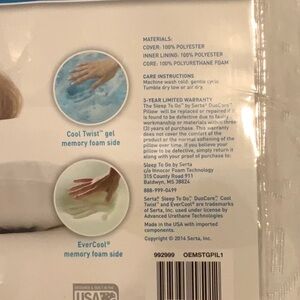 MATERIALS:
COVER: 100% POLYESTER
INNER LINING: 100% POLYESTER
CORE: 100% POLYURETHANE FOAM
CARE INSTRUCTIONS
Machine wash cold, gentle cycle
Tumble dry low or air dry
3-YEAR LIMITED WARRANTY
The Sleep To Go™ by Serta® DuoCore™
Pillow will be replaced or repaired if it
is found to be defective due to faulty
workmanship or materials within three
(3) years of purchase. This warranty
does not cover the comfort of the
product or the normal softening of the
pillow over time. If you believe your
pillow to be defective, simply return it
along with your proof of purchase to:
Sleep To Go by Serta
c/o Innocor Foam Technology
315 County Road 911
Baldwyn, MS 38824
888-999-0499
Serta® Sleep To Go™, DuoCore™, Cool
Twist™ and EverCool® are trademarks
of Serta, Inc. used under license by
Advanced Urethane Technologies
Made in the USA with imported
components.
Copyright © 2014 Serta, Inc.
Cool Twist™ gel
memory foam side
EverCool®
memory foam side
992999 OEMSTGPIL1
USA